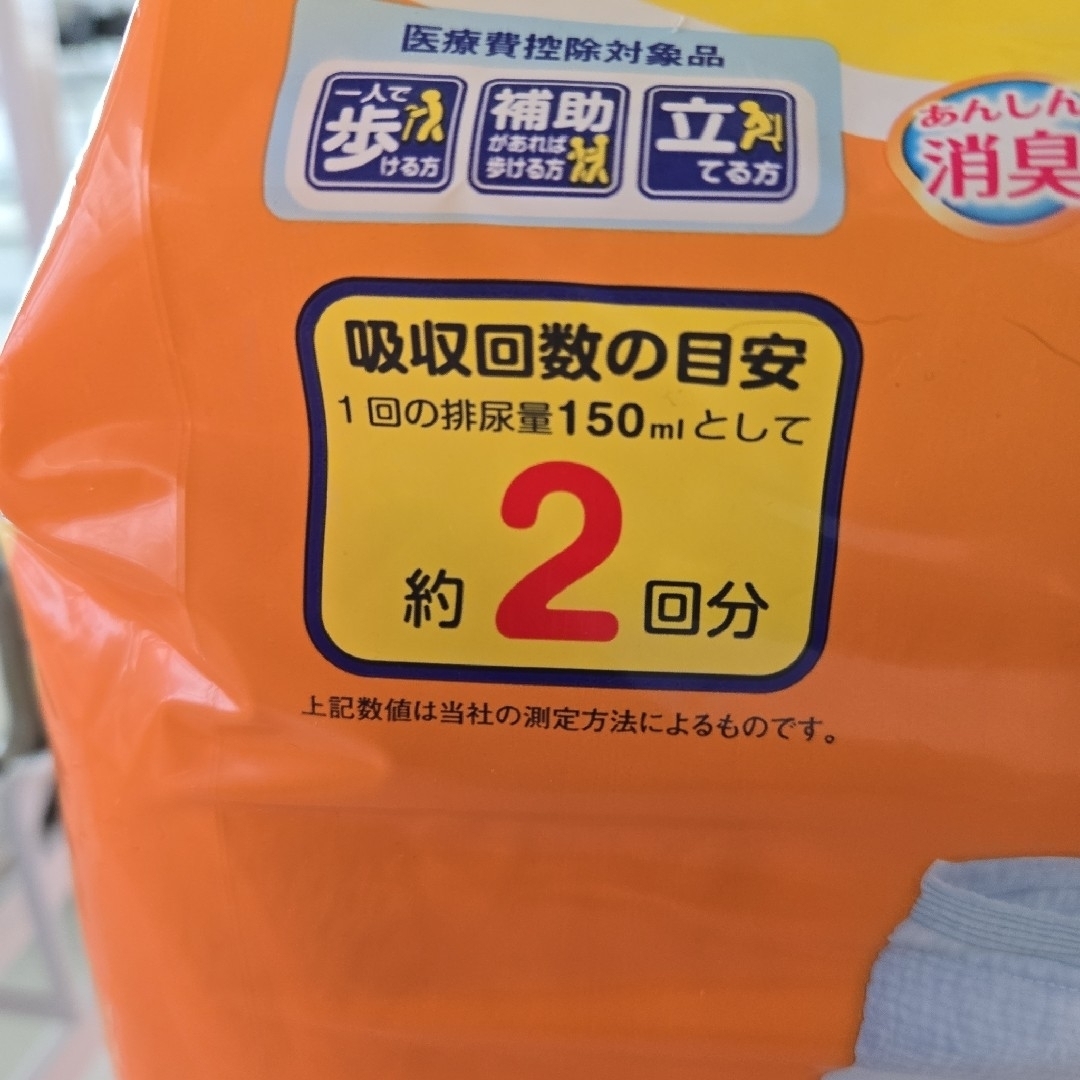 医療費控除対象品
一人で
歩
ける方
補助
があれば
歩ける方
立
てる方
あんしん
消臭
吸収回数の目安
1回の排尿量150mlとして
約2回分
上記数値は当社の測定方法によるものです。